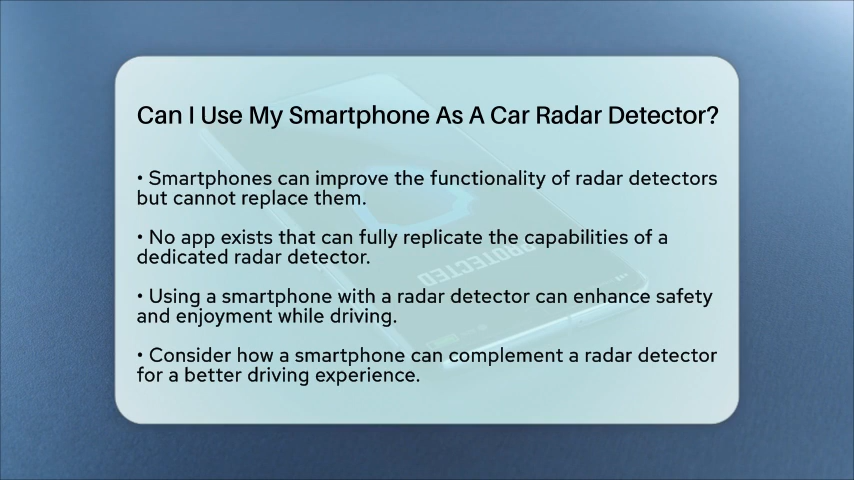 Can I Use My Smartphone As A Car Radar Detector?
• Smartphones can improve the functionality of radar detectors
but cannot replace them.
• No app exists that can fully replicate the capabilities of a
dedicated radar detector.
• Using a smartphone with a radar detector can enhance safety
and enjoyment while driving.
• Consider how a smartphone can complement a radar detector
for a better driving experience.
PROTECTED